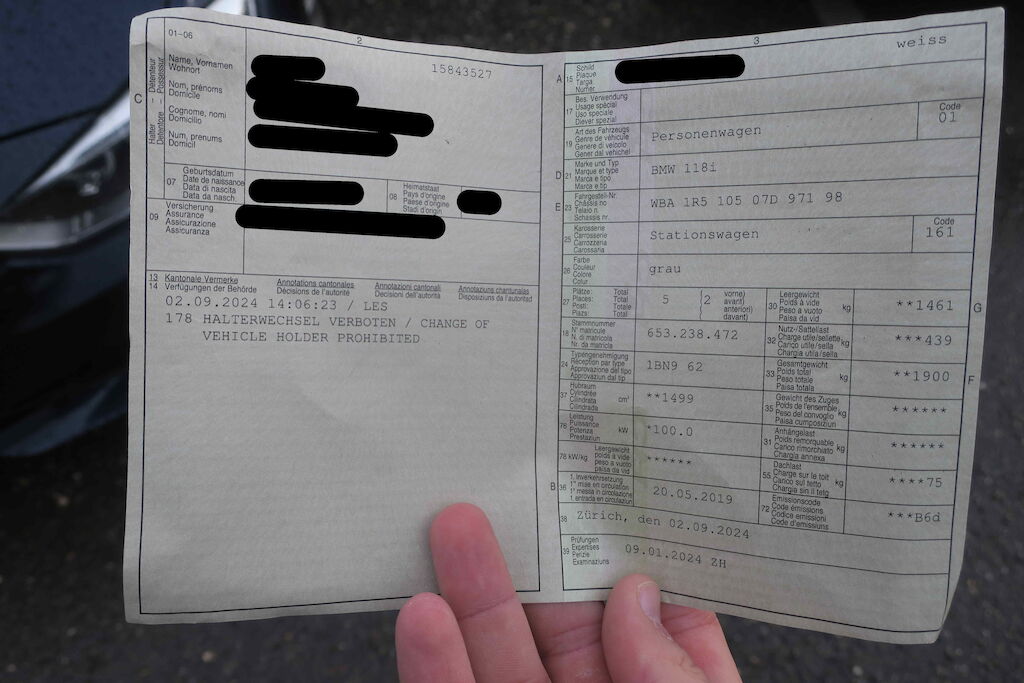 01-06
2
15843527
Détenteur Possesseur
Halter Detentore
C
Name, Vornamen
Wohnort
Nom, prénoms
Domicile
Cognome, nomi
Domicilio
Num, prenums
Domicil
07
Geburtsdatum
Date de naissance
Data di nascita
Data da nasch.
08
Heimatstaat
Pays d'origine
Paese d'origine
Stadi d'origin
09
Versicherung
Assurance
Assicurazione
Assicuranza
13 Kantonale Vermerke
14 Verfügungen der Behörde
Annotations cantonales
Décisions de l'autorité
Annotazioni cantonali
Decisioni dell'autorità
Annotaziuns chantunalas
Disposiziuns da l'autoritad
02.09.2024 14:06:23 / LES
178 HALTERWECHSEL VERBOTEN / CHANGE OF
VEHICLE HOLDER PROHIBITED
3
weiss
A
15
Schild
Plaque
Targa
Numer
17
Bes. Verwendung
Usage spécial
Uso speciale
Diever spezial
19
Art des Fahrzeugs
Genre de véhicule
Genere di veicolo
Gener dal vehichel
Personenwagen
Code
01
D
21
Marke und Typ
Marque et type
Marca e tipo
Marca e tip
BMW 118i
E
23
Fahrgestell-Nr.
Châssis no
Telaio n.
Schassis nr.
WBA 1R5 105 07D 971 98
25
Karosserie
Carrosserie
Carrozzeria
Carossaria
Stationswagen
Code
161
26
Farbe
Couleur
Colore
Colur
grau
27
Plätze: Total
Places: Total
Posti: Totale
Plazs: Total
5
(2
vorne)
avant)
anteriori)
davant)
30
Leergewicht
Poids à vide
Peso a vuoto
Paisa da vid
kg
**1461
G
18
Stammnummer
N° matricule
N. di matricola
Nr. da matricla
653.238.472
32
Nutz-/Sattellast
Charge utile/sellette
Carico utile/sella
Chargia utila/sella
kg
***439
24
Typengenehmigung
Réception par type
Approvazione del tipo
Approvaziun dal tip
1BN9 62
33
Gesamtgewicht
Poids total
Peso totale
Paisa totala
kg
**1900
F
37
Hubraum
Cylindrée
Cilindrata
Cilindrada
cm³
**1499
35
Gewicht des Zuges
Poids de l'ensemble
Peso del convoglio
Paisa cumposiziun
kg
******
76
Leistung
Puissance
Potenza
Prestaziun
kW
*100.0
31
Anhängelast
Poids remorquable
Carico rimorchiato
Chargia annexa
kg
******
78 kW/kg
Leergewicht
poids à vide
peso a vuoto
paisa da vid
******
55
Dachlast
Charge sur le toit
Carico sul tetto
Chargia sin il tetg
kg
****75
B
36
1. Inverkehrsetzung
1re mise en circulation
1a messa in circolazione
1. entrada en circulaziun
20.05.2019
72
Emissionscode
Code émissions
Codice emissioni
Code d'emissiuns
***B6d
38
Zürich, den 02.09.2024
39
Prüfungen
Expertises
Perizie
Examinaziuns
09.01.2024 ZH